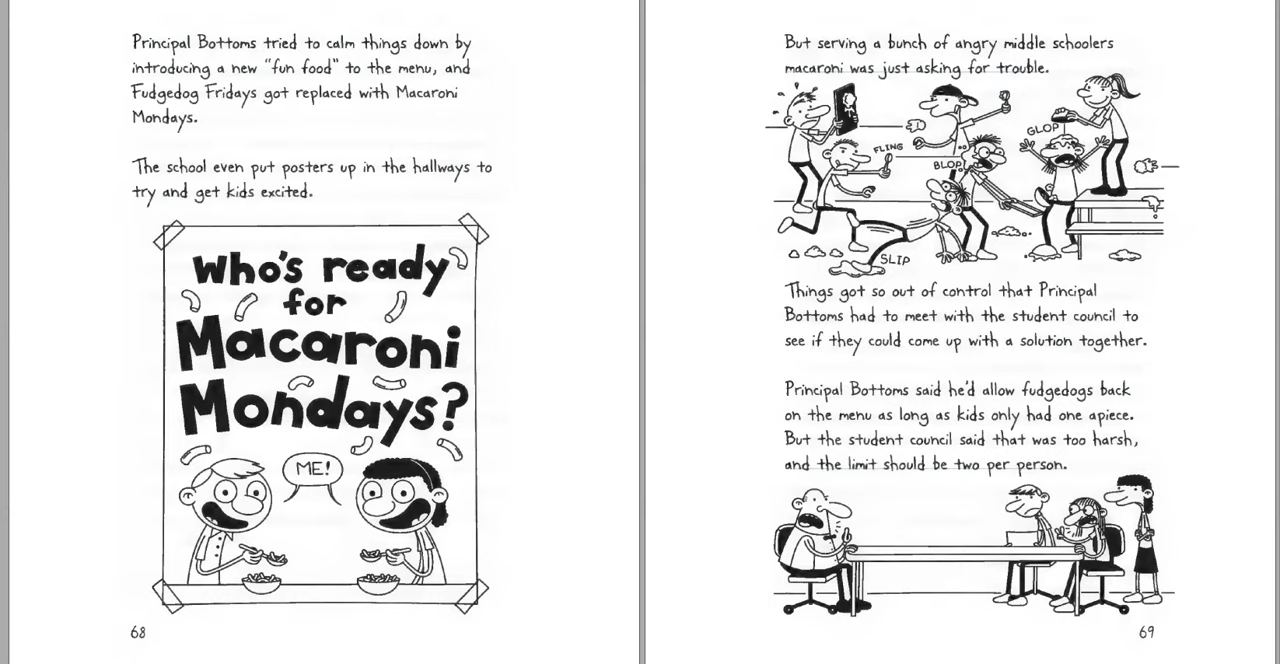 Principal Bottoms tried to calm things down by
introducing a new "fun food" to the menu, and
Fudgedog Fridays got replaced with Macaroni
Mondays.
The school even put posters up in the hallways to
try and get kids excited.
Who's ready
for
Macaroni
Mondays?
ME!
68
But serving a bunch of angry middle schoolers
macaroni was just asking for trouble.
GLOP
FLING
BLOP!
SLIP
Things got so out of control that Principal
Bottoms had to meet with the student council to
see if they could come up with a solution together.
Principal Bottoms said he'd allow fudgedogs back
on the menu as long as kids only had one apiece.
But the student council said that was too harsh,
and the limit should be two per person.
69